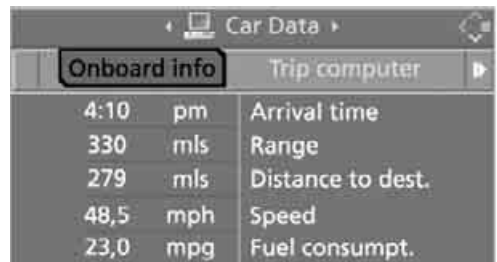 Car Data
Onboard info Trip computer
4:10 pm Arrival time
330 mls Range
279 mls Distance to dest.
48,5 mph Speed
23,0 mpg Fuel consumpt.